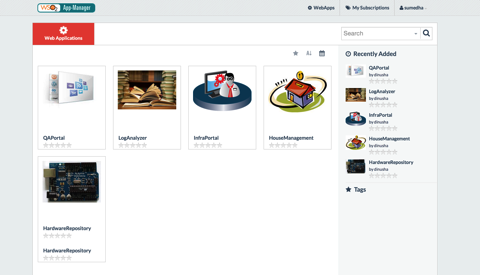 WSO2 App-Manager
WebApps
My Subscriptions
sumedha
Web Applications
Search
Recently Added
QAPortal
by dinusha
LogAnalyzer
by dinusha
InfraPortal
by dinusha
HouseManagement
by dinusha
HardwareRepository
by dinusha
Tags
QAPortal
LogAnalyzer
InfraPortal
HouseManagement
HardwareRepository
HardwareRepository